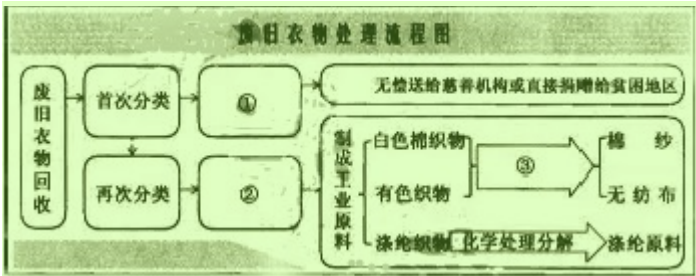 废旧衣物处理流程图
废旧衣物回收
首次分类
①
无偿送给慈善机构或直接捐赠给贫困地区
再次分类
②
制成工业原料
白色棉织物
有色织物
涤纶织物
③
化学处理分解
棉纱
无纺布
涤纶原料